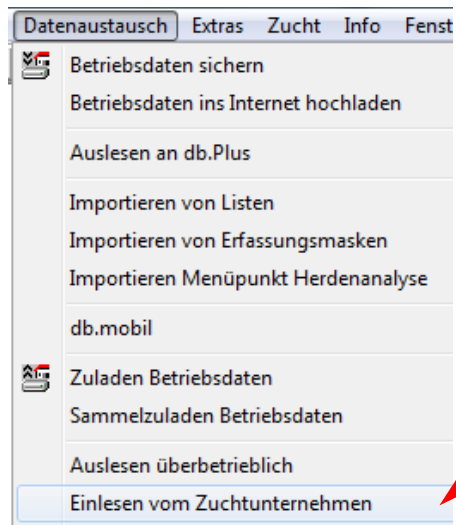 Datenaustausch Extras Zucht Info Fenst
Betriebsdaten sichern
Betriebsdaten ins Internet hochladen
Auslesen an db.Plus
Importieren von Listen
Importieren von Erfassungsmasken
Importieren Menüpunkt Herdenanalyse
db.mobil
Zuladen Betriebsdaten
Sammelzuladen Betriebsdaten
Auslesen überbetrieblich
Einlesen vom Zuchtunternehmen